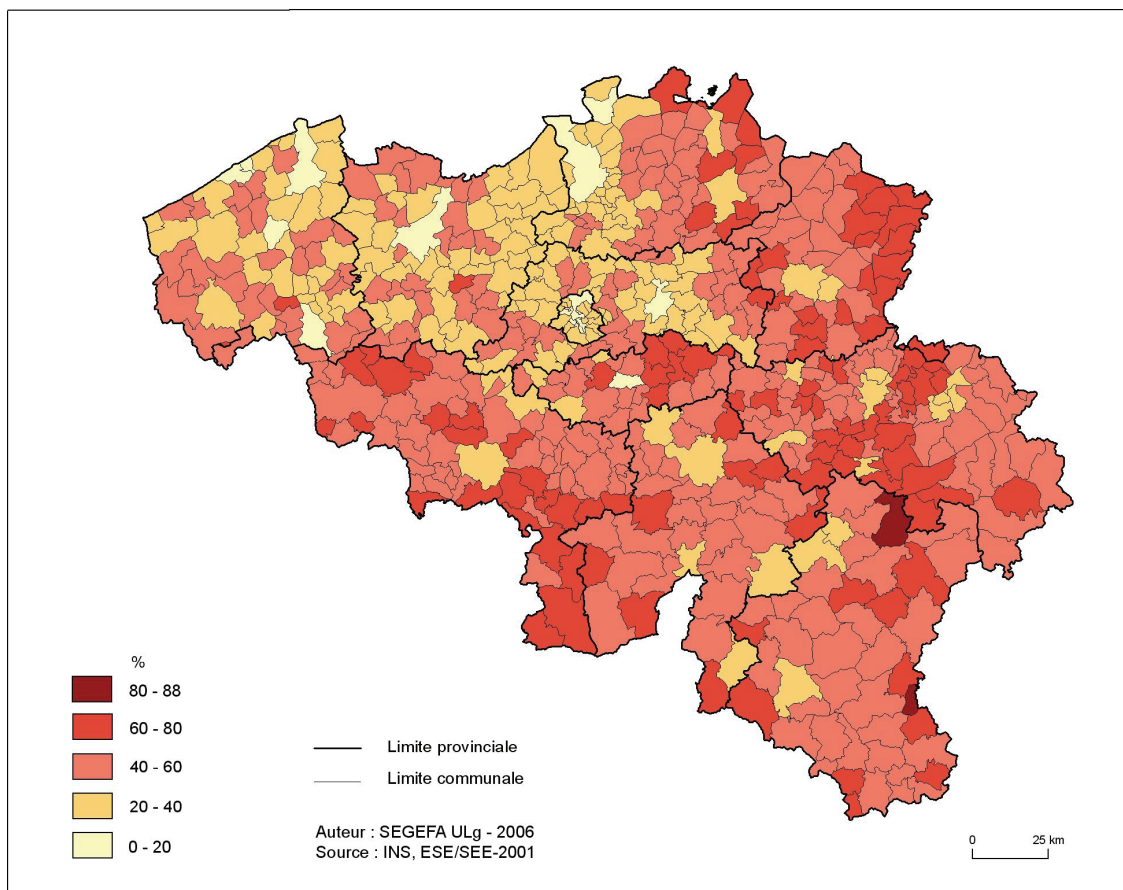 %
80 - 88
60 - 80
40 - 60
20 - 40
0 - 20
Limite provinciale
Limite communale
Auteur : SEGEFA ULg - 2006
Source : INS, ESE/SEE-2001
0 25 km